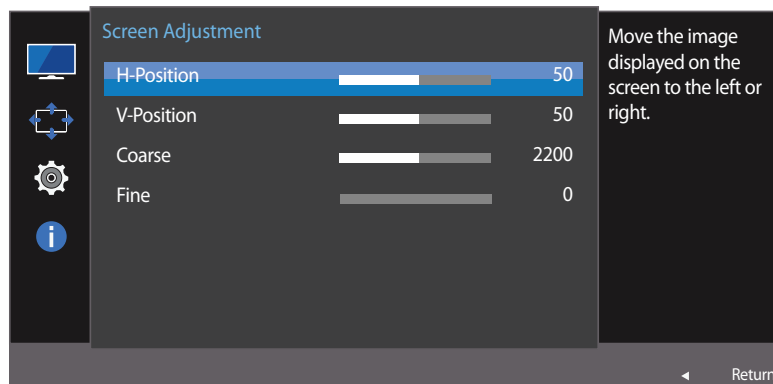 Screen Adjustment
H-Position 50
V-Position 50
Coarse 2200
Fine 0
Move the image
displayed on the
screen to the left or
right.
Return